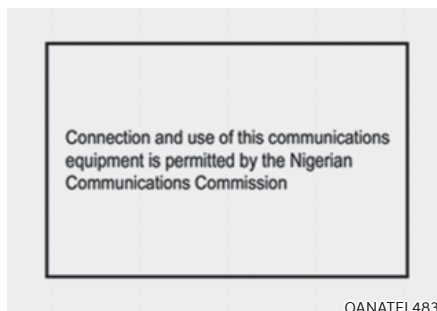 Connection and use of this communications
equipment is permitted by the Nigerian
Communications Commission
OANATEL483